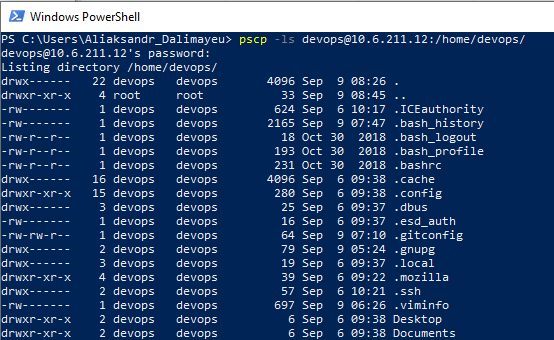 Windows PowerShell
PS C:\Users\Aliaksandr_Dalimayeu> pscp -ls devops@10.6.211.12:/home/devops/
devops@10.6.211.12's password:
Listing directory /home/devops/
drwx------   22 devops   devops       4096 Sep  9 08:26 .
drwxr-xr-x    4 root     root           33 Sep  9 08:45 ..
-rw-------    1 devops   devops        624 Sep  6 10:17 .ICEauthority
-rw-------    1 devops   devops       2165 Sep  9 07:47 .bash_history
-rw-r--r--    1 devops   devops         18 Oct 30  2018 .bash_logout
-rw-r--r--    1 devops   devops        193 Oct 30  2018 .bash_profile
-rw-r--r--    1 devops   devops        231 Oct 30  2018 .bashrc
drwx------   16 devops   devops       4096 Sep  6 09:38 .cache
drwxr-xr-x   15 devops   devops        280 Sep  6 09:38 .config
drwx------    3 devops   devops         25 Sep  6 09:37 .dbus
-rw-------    1 devops   devops         16 Sep  6 09:37 .esd_auth
-rw-rw-r--    1 devops   devops         64 Sep  9 07:10 .gitconfig
drwx------    2 devops   devops         79 Sep  9 05:24 .gnupg
drwx------    3 devops   devops         19 Sep  6 09:37 .local
drwxr-xr-x    4 devops   devops         39 Sep  6 09:22 .mozilla
drwx------    2 devops   devops         57 Sep  6 10:21 .ssh
-rw-------    1 devops   devops        697 Sep  9 06:26 .viminfo
drwxr-xr-x    2 devops   devops          6 Sep  6 09:38 Desktop
drwxr-xr-x    2 devops   devops          6 Sep  6 09:38 Documents